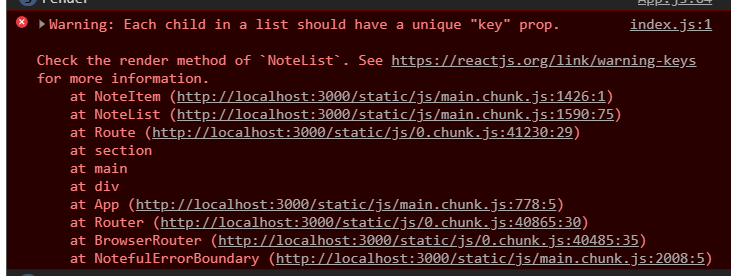 render App.js:64
Warning: Each child in a list should have a unique "key" prop. index.js:1
Check the render method of `NoteList`. See https://reactjs.org/link/warning-keys
for more information.
at NoteItem (http://localhost:3000/static/js/main.chunk.js:1426:1)
at NoteList (http://localhost:3000/static/js/main.chunk.js:1590:75)
at Route (http://localhost:3000/static/js/0.chunk.js:41230:29)
at section
at main
at div
at App (http://localhost:3000/static/js/main.chunk.js:778:5)
at Router (http://localhost:3000/static/js/0.chunk.js:40865:30)
at BrowserRouter (http://localhost:3000/static/js/0.chunk.js:40485:35)
at NotefulErrorBoundary (http://localhost:3000/static/js/main.chunk.js:2008:5)